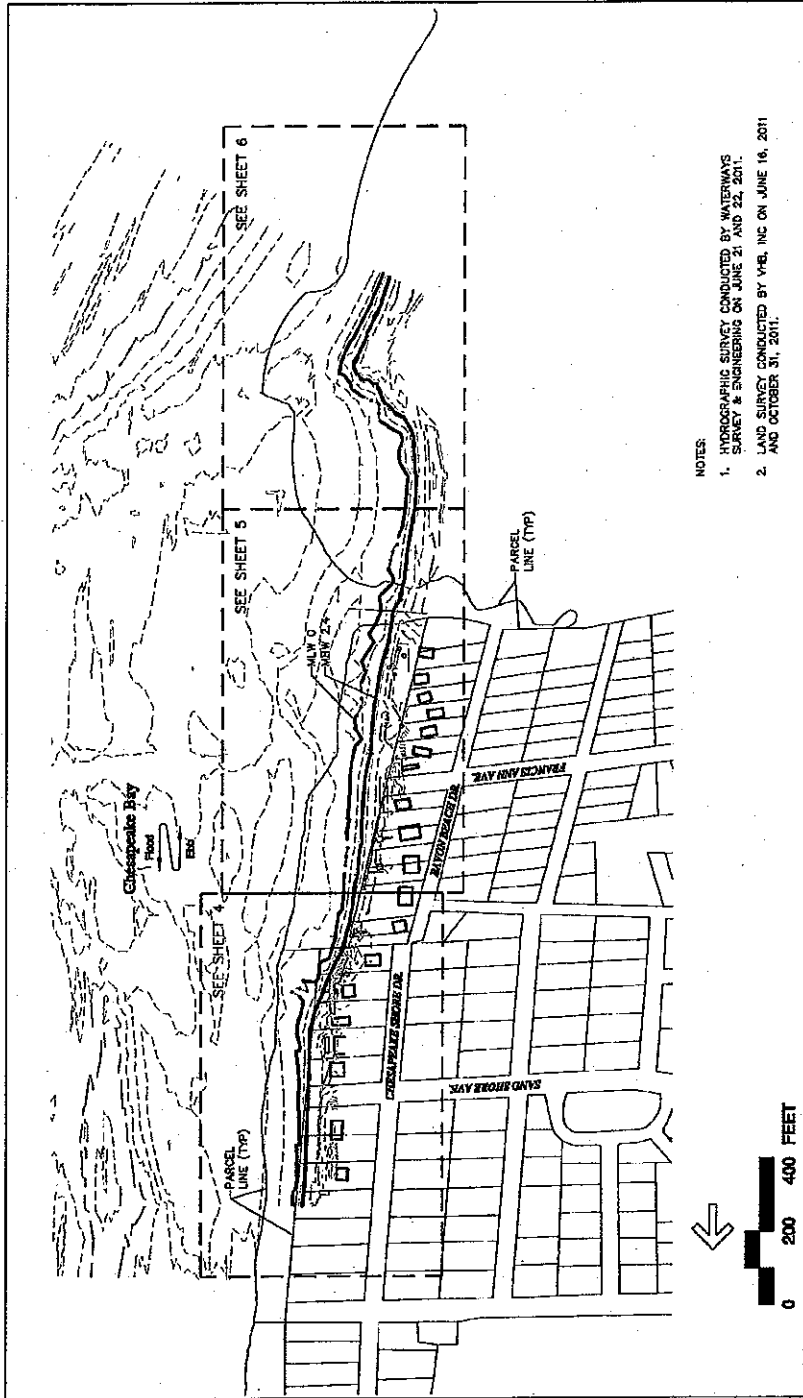 SEE SHEET 6
SEE SHEET 5
SEE SHEET 4
Chesapeake Bay
Flood
Ebb
MLW 0
MHW 2.4
PARCEL
LINE (TYP)
PARCEL
LINE (TYP)
FRANCIS ANN AVE.
BAVON BEACH DR.
CHESAPEAKE SHORE DR.
SAND SHORE AVE.
NOTES:
1. HYDROGRAPHIC SURVEY CONDUCTED BY WATERWAYS
SURVEY & ENGINEERING ON JUNE 21 AND 22, 2011.
2. LAND SURVEY CONDUCTED BY VHB, INC ON JUNE 16, 2011
AND OCTOBER 31, 2011.
0 200 400 FEET